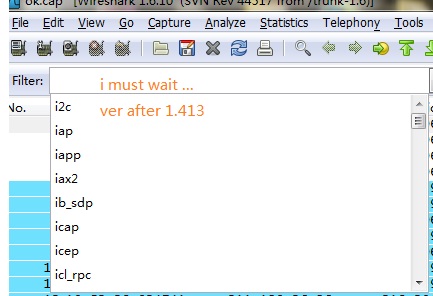 ok.cap [Wireshark 1.6.10 (SVN Rev 44517 from /trunk-1.6)]
File Edit View Go Capture Analyze Statistics Telephony Tools
Filter:
i must wait ...
No.
ver after 1.413
i2c
iap
iapp
iax2
ib_sdp
icap
icep
icl_rpc